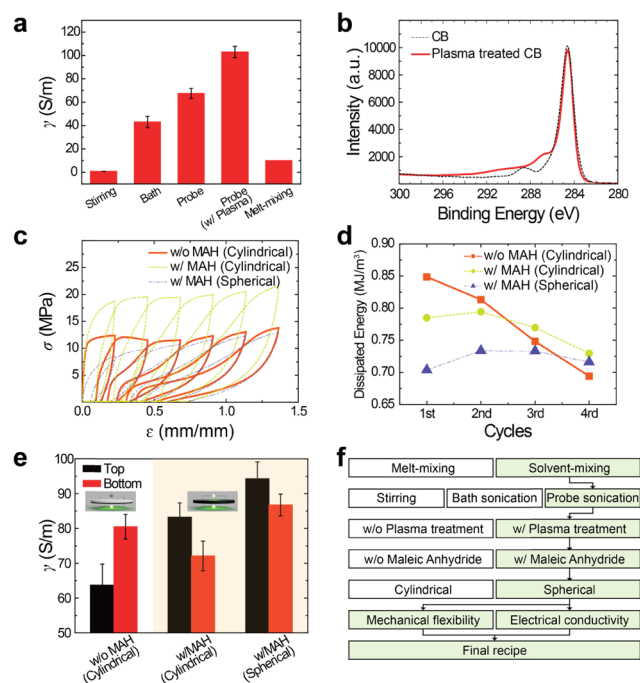 a
γ (S/m)
120
100
80
60
40
20
0
Stirring
Bath
Probe
Probe
(w/ Plasma)
Melt-mixing
b
Intensity (a.u.)
10000
8000
6000
4000
2000
CB
Plasma treated CB
300
296
292
288
284
280
Binding Energy (eV)
c
σ (MPa)
25
20
15
10
5
w/o MAH (Cylindrical)
w/ MAH (Cylindrical)
w/ MAH (Spherical)
0.0
0.5
1.0
1.5
ε (mm/mm)
d
Dissipated Energy (MJ/m³)
0.90
0.85
0.80
0.75
0.70
0.65
w/o MAH (Cylindrical)
w/ MAH (Cylindrical)
w/ MAH (Spherical)
1st
2nd
3rd
4rd
Cycles
e
γ (S/m)
100
90
80
70
60
50
Top
Bottom
w/o MAH
(Cylindrical)
w/MAH
(Cylindrical)
w/MAH
(Spherical)
f
Melt-mixing
Solvent-mixing
Stirring
Bath sonication
Probe sonication
w/o Plasma treatment
w/ Plasma treatment
w/o Maleic Anhydride
w/ Maleic Anhydride
Cylindrical
Spherical
Mechanical flexibility
Electrical conductivity
Final recipe